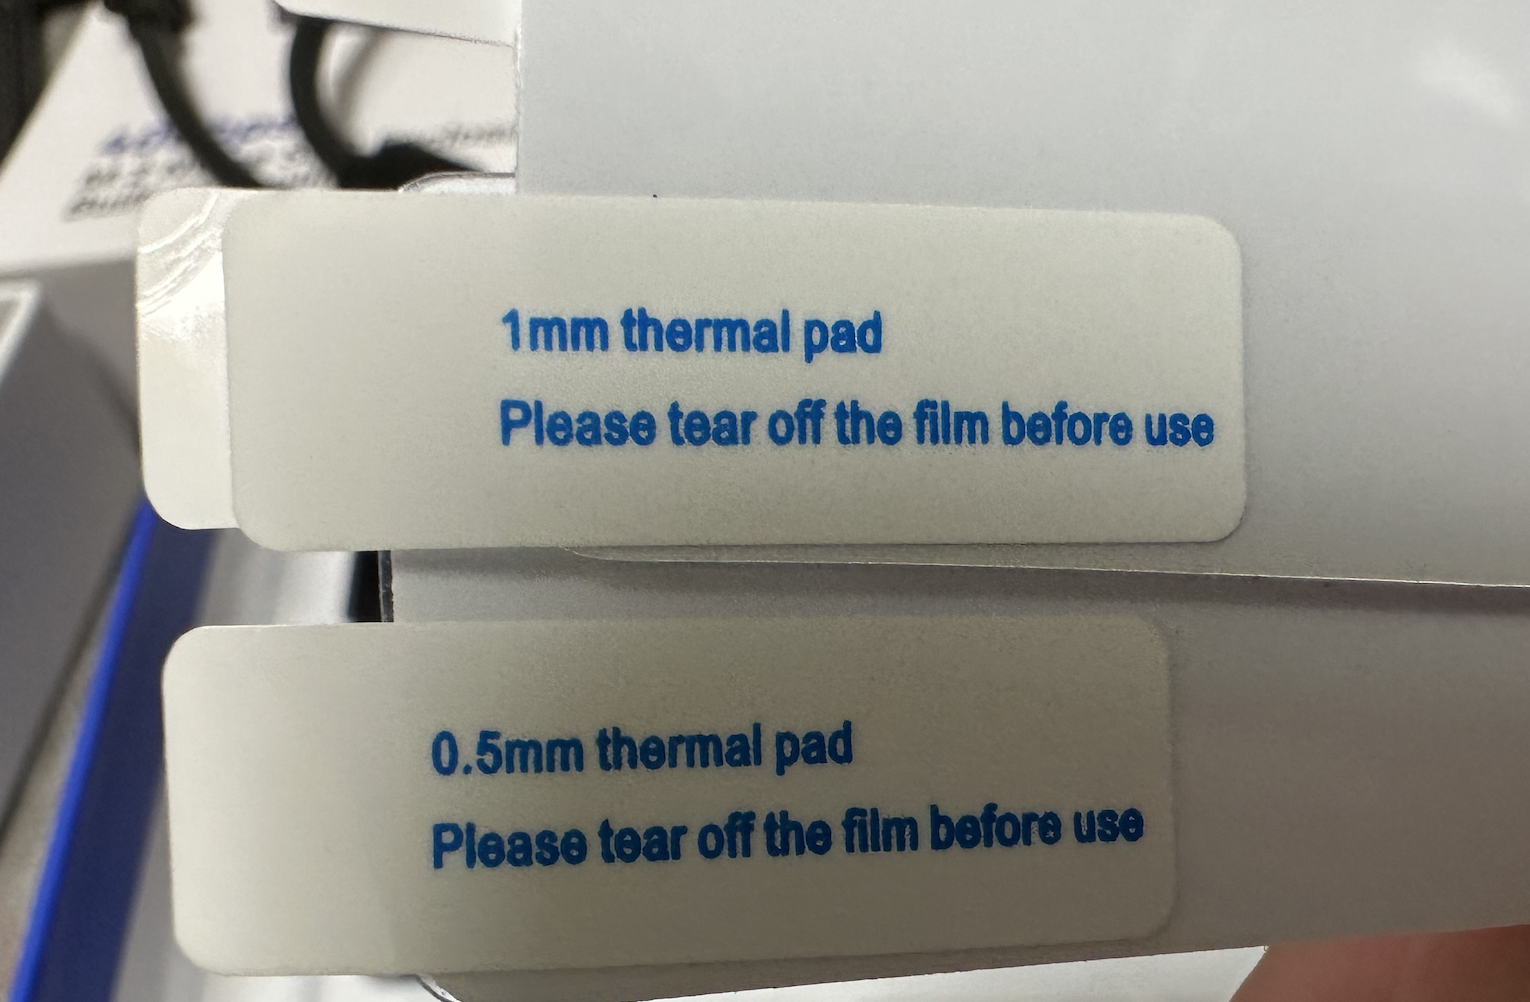 1mm thermal pad
Please tear off the film before use
0.5mm thermal pad
Please tear off the film before use